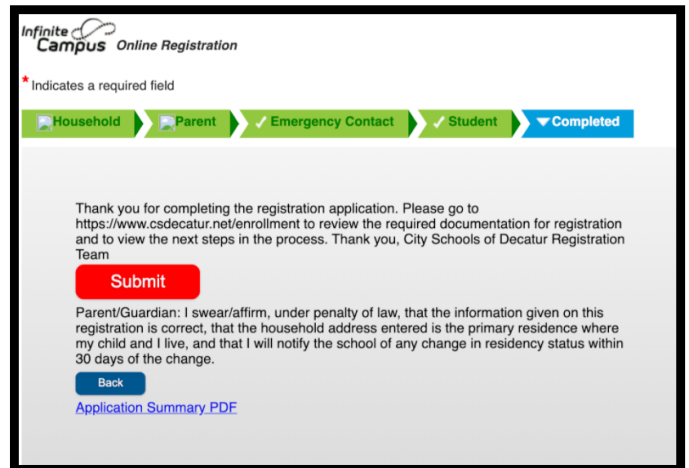 Infinite
Campus Online Registration
* Indicates a required field
Household Parent ✓ Emergency Contact ✓ Student Completed
Thank you for completing the registration application. Please go to
https://www.csdecatur.net/enrollment to review the required documentation for registration
and to view the next steps in the process. Thank you, City Schools of Decatur Registration
Team
Submit
Parent/Guardian: I swear/affirm, under penalty of law, that the information given on this
registration is correct, that the household address entered is the primary residence where
my child and I live, and that I will notify the school of any change in residency status within
30 days of the change.
Back
Application Summary PDF